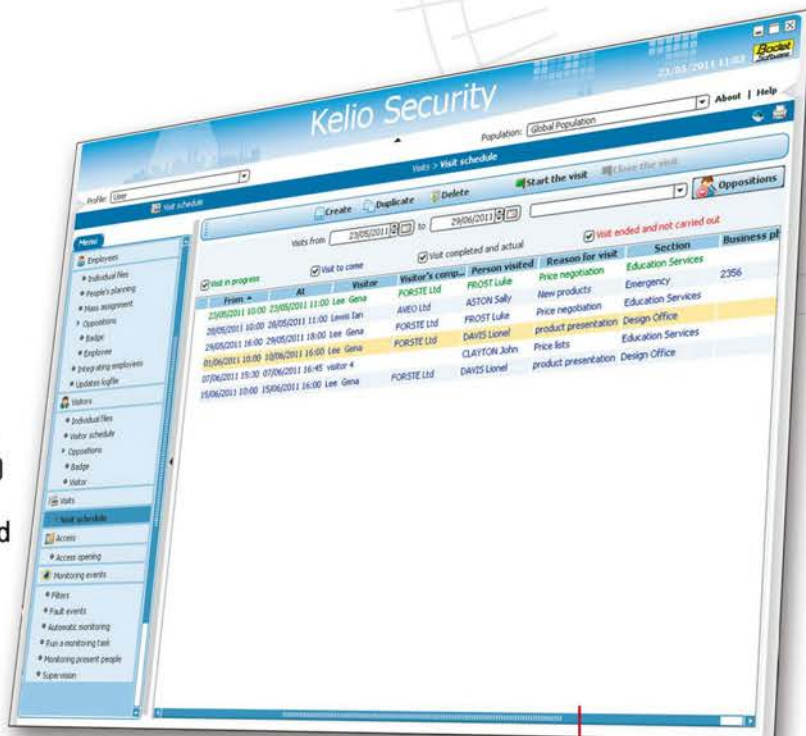 Kelio Security
23/05/2011 11:03
Bodet
Software
Profile: User
Population: Global Population
About | Help
Visit schedule
Visits > Visit schedule
Menu
Employees
Individual files
People's planning
Mass assignment
Oppositions
Badge
Employee
Integrating employees
Updates logfile
Visitors
Individual files
Visitor schedule
Oppositions
Badge
Visitor
Visits
Visit schedule
Access
Access opening
Monitoring events
Filters
Fault events
Automatic monitoring
Run a monitoring task
Monitoring present people
Supervision
Create Duplicate Delete Start the visit Close the visit
Visits from 23/05/2011 to 29/06/2011 Oppositions
Visit in progress Visit to come Visit completed and actual Visit ended and not carried out
From At Visitor Visitor's comp... Person visited Reason for visit Section Business ph
23/05/2011 10:00 23/05/2011 11:00 Lee Gena FORSTE Ltd FROST Luke Price negotiation Education Services
28/05/2011 10:00 28/05/2011 11:00 Lewis Ian AVEO Ltd ASTON Sally New products Emergency 2356
29/05/2011 16:00 29/05/2011 18:00 Lee Gena FORSTE Ltd FROST Luke Price negotiation Education Services
01/06/2011 10:00 10/06/2011 16:00 Lee Gena FORSTE Ltd DAVIS Lionel product presentation Design Office
07/06/2011 15:30 07/06/2011 16:45 visitor 4 CLAYTON John Price lists Education Services
15/06/2011 10:00 15/06/2011 16:00 Lee Gena FORSTE Ltd DAVIS Lionel product presentation Design Office
d